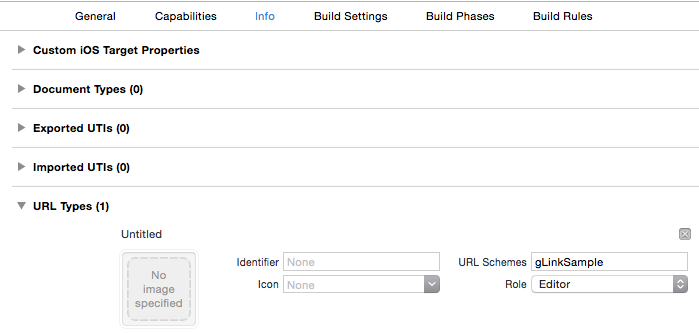 General Capabilities Info Build Settings Build Phases Build Rules
Custom iOS Target Properties
Document Types (0)
Exported UTIs (0)
Imported UTIs (0)
URL Types (1)
Untitled
No
image
specified
Identifier None URL Schemes gLinkSample
Icon None Role Editor